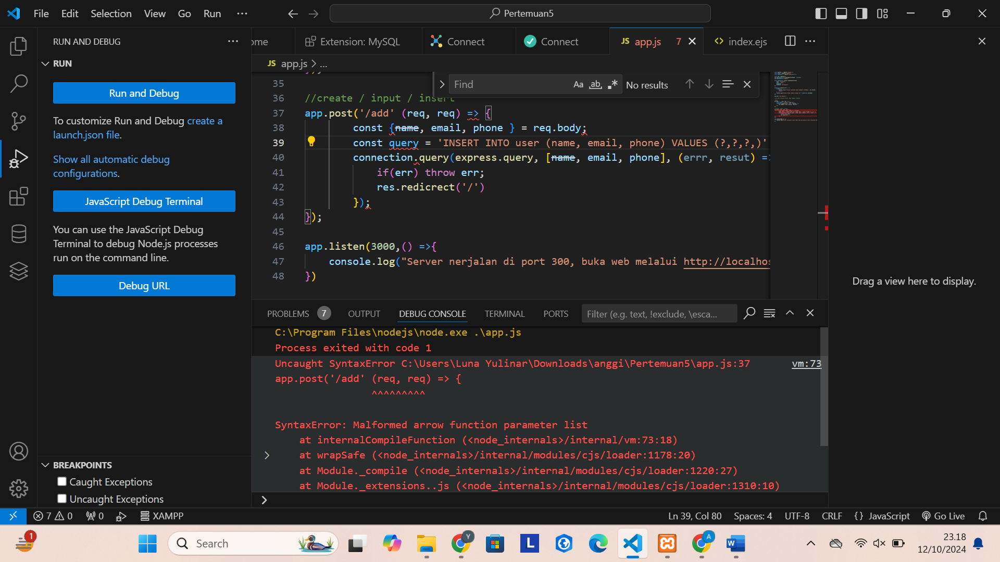 File Edit Selection View Go Run ...
Pertemuan5
RUN AND DEBUG
RUN
Run and Debug
To customize Run and Debug create a
launch.json file.
Show all automatic debug
configurations.
JavaScript Debug Terminal
You can use the JavaScript Debug
Terminal to debug Node.js processes
run on the command line.
Debug URL
BREAKPOINTS
Caught Exceptions
Uncaught Exceptions
ome
Extension: MySQL
Connect
Connect
JS app.js 7
<> index.ejs
JS app.js > ...
Find
Aa ab .* No results
35
36 //create / input / insert
37 app.post('/add' (req, req) => {
38 const {name, email, phone } = req.body;
39 const query = 'INSERT INTO user (name, email, phone) VALUES (?,?,?,)'
40 connection.query(express.query, [name, email, phone], (errr, resut) =>
41 if(err) throw err;
42 res.redicrect('/')
43 });
44 });
45
46 app.listen(3000,() =>{
47 console.log("Server nerjalan di port 300, buka web melalui http://localhos
48 })
PROBLEMS 7 OUTPUT DEBUG CONSOLE TERMINAL PORTS
Filter (e.g. text, !exclude, \esca...
C:\Program Files\nodejs\node.exe .\app.js
Process exited with code 1
Uncaught SyntaxError C:\Users\Luna Yulinar\Downloads\anggi\Pertemuan5\app.js:37 vm:73
app.post('/add' (req, req) => {
^^^^^^^^^
SyntaxError: Malformed arrow function parameter list
at internalCompileFunction (<node_internals>/internal/vm:73:18)
at wrapSafe (<node_internals>/internal/modules/cjs/loader:1178:20)
at Module._compile (<node_internals>/internal/modules/cjs/loader:1220:27)
at Module._extensions..js (<node_internals>/internal/modules/cjs/loader:1310:10)
Drag a view here to display.
7 0 0 XAMPP
Ln 39, Col 80 Spaces: 4 UTF-8 CRLF {} JavaScript Go Live
1
Search
Y
L
A
W
23.18
12/10/2024